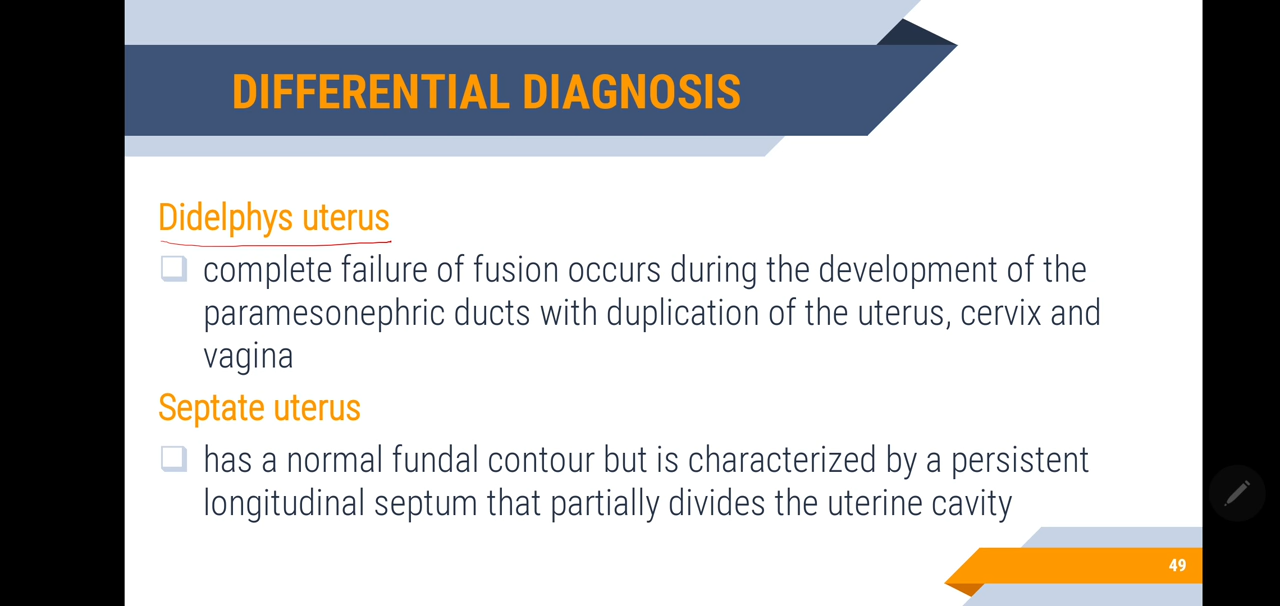 DIFFERENTIAL DIAGNOSIS
Didelphys uterus
complete failure of fusion occurs during the development of the
paramesonephric ducts with duplication of the uterus, cervix and
vagina
Septate uterus
has a normal fundal contour but is characterized by a persistent
longitudinal septum that partially divides the uterine cavity
49